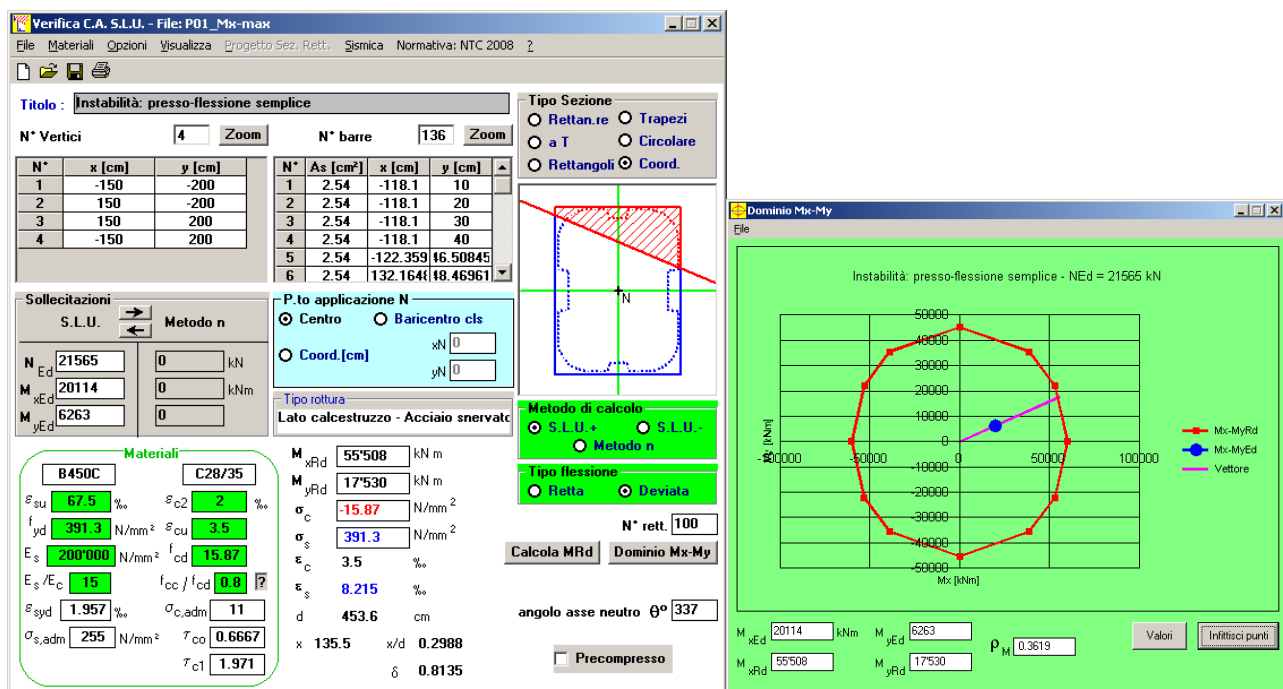 Verifica C.A. S.L.U. - File: P01_Mx-max
File Materiali Opzioni Visualizza Progetto Sez. Rett. Sismica Normativa: NTC 2008 ?
Titolo : Instabilità: presso-flessione semplice
N° Vertici 4 Zoom N° barre 136 Zoom
N° x [cm] y [cm]
1 -150 -200
2 150 -200
3 150 200
4 -150 200
N° As [cm²] x [cm] y [cm]
1 2.54 -118.1 10
2 2.54 -118.1 20
3 2.54 -118.1 30
4 2.54 -118.1 40
5 2.54 -122.359
6 2.54
Tipo Sezione
Rettan.re Trapezi
a T Circolare
Rettangoli Coord.
N
Sollecitazioni
S.L.U. Metodo n
N Ed 21565 0 kN
M xEd 20114 0 kNm
M yEd 6263 0
P.to applicazione N
Centro Baricentro cls
Coord.[cm] xN 0
yN 0
Tipo rottura
Lato calcestruzzo - Acciaio snervato
Metodo di calcolo
S.L.U.+ S.L.U.-
Metodo n
Tipo flessione
Retta Deviata
N° rett. 100
Calcola MRd Dominio Mx-My
angolo asse neutro θ° 337
Precompresso
Materiali
B450C C28/35
εsu 67.5 ‰ εc2 2 ‰
fyd 391.3 N/mm² εcu 3.5
Es 200'000 N/mm² fcd 15.87
Es /Ec 15 fcc / fcd 0.8 ?
εsyd 1.957 ‰ σc,adm 11
σs,adm 255 N/mm² τco 0.6667
τc1 1.971
M xRd 55'508 kN m
M yRd 17'530 kN m
σc -15.87 N/mm²
σs 391.3 N/mm²
εc 3.5 ‰
εs 8.215 ‰
d 453.6 cm
x 135.5 x/d 0.2988
δ 0.8135
Dominio Mx-My
File
Instabilità: presso-flessione semplice - NEd = 21565 kN
50000
40000
30000
20000
10000
0
-100000 -50000 0 50000 100000
-10000
-20000
-30000
-40000
-50000
Mx [kNm]
Mx-MyRd
Mx-MyEd
Vettore
M xEd 20114 kNm M yEd 6263 ρM 0.3619
M xRd 55'508 M yRd 17'530
Valori Infittisci punti